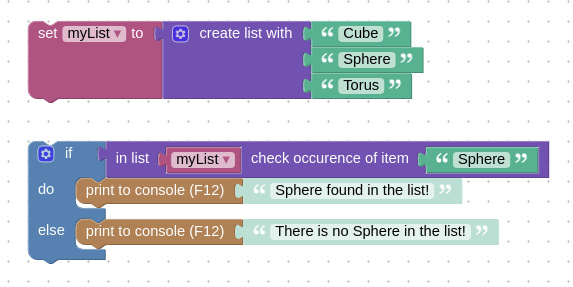 set myList ▾ to create list with “ Cube ”
“ Sphere ”
“ Torus ”
if in list myList ▾ check occurence of item “ Sphere ”
do print to console (F12) “ Sphere found in the list! ”
else print to console (F12) “ There is no Sphere in the list! ”